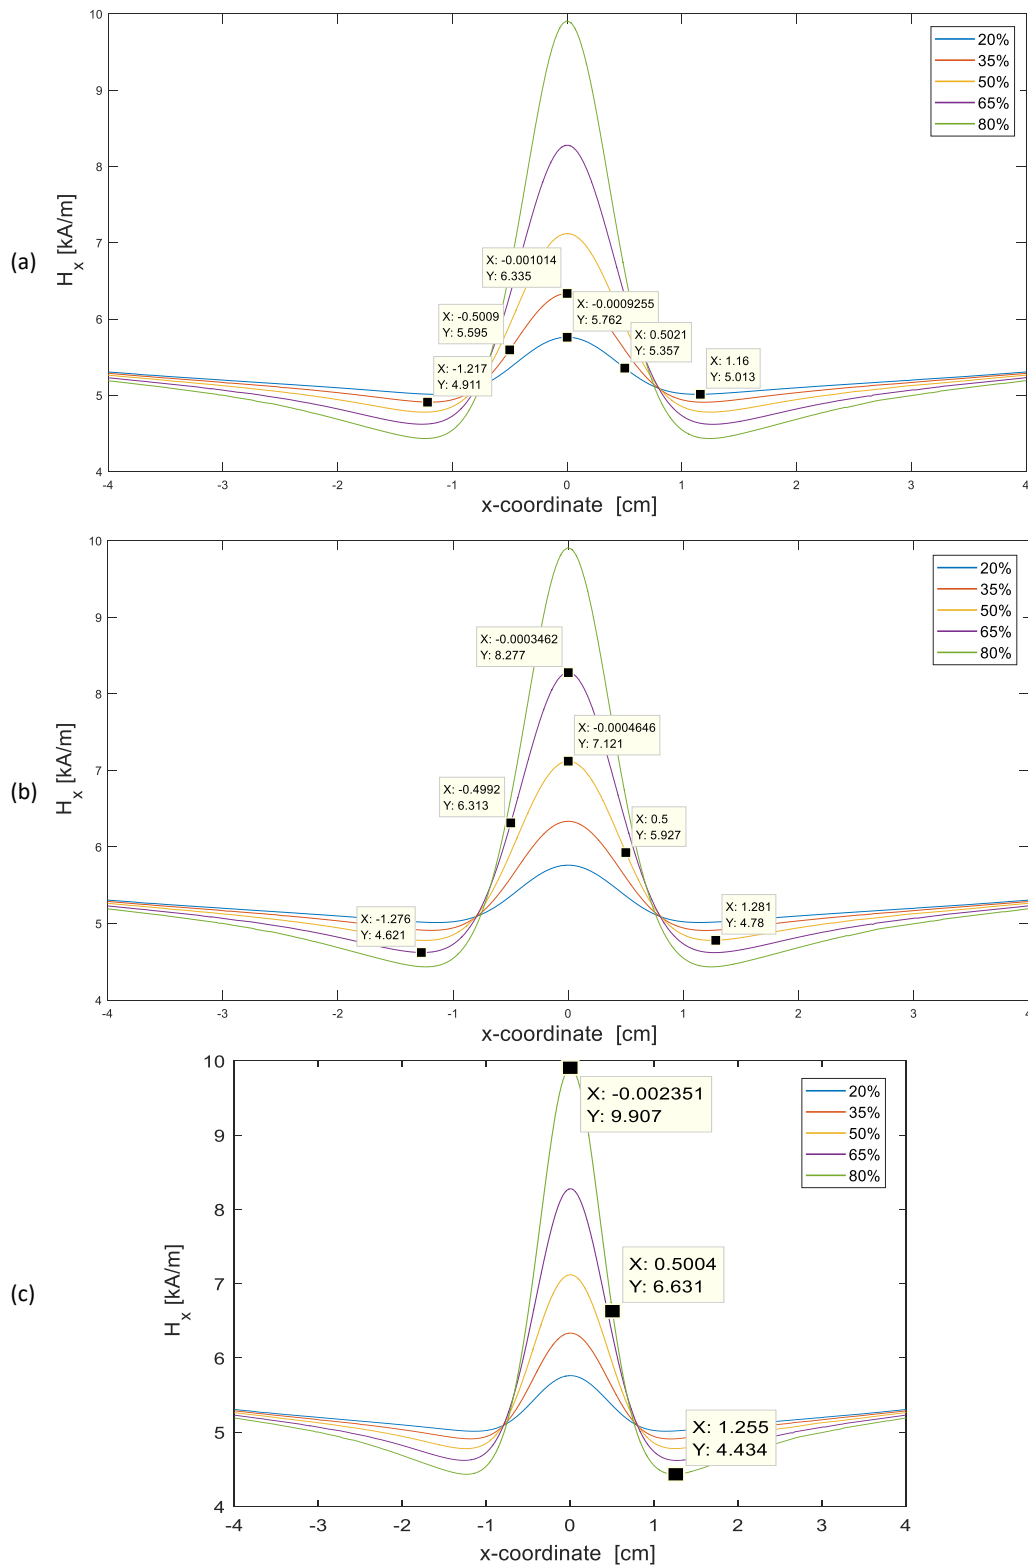 (a)
H_x [kA/m]
10
9
8
7
6
5
4
20%
35%
50%
65%
80%
X: -0.001014
Y: 6.335
X: -0.0009255
Y: 5.762
X: -0.5009
Y: 5.595
X: 0.5021
Y: 5.357
X: -1.217
Y: 4.911
X: 1.16
Y: 5.013
-4 -3 -2 -1 0 1 2 3 4
x-coordinate [cm]
(b)
H_x [kA/m]
10
9
8
7
6
5
4
20%
35%
50%
65%
80%
X: -0.0003462
Y: 8.277
X: -0.0004646
Y: 7.121
X: -0.4992
Y: 6.313
X: 0.5
Y: 5.927
X: -1.276
Y: 4.621
X: 1.281
Y: 4.78
-4 -3 -2 -1 0 1 2 3 4
x-coordinate [cm]
(c)
H_x [kA/m]
10
9
8
7
6
5
4
20%
35%
50%
65%
80%
X: -0.002351
Y: 9.907
X: 0.5004
Y: 6.631
X: 1.255
Y: 4.434
-4 -3 -2 -1 0 1 2 3 4
x-coordinate [cm]